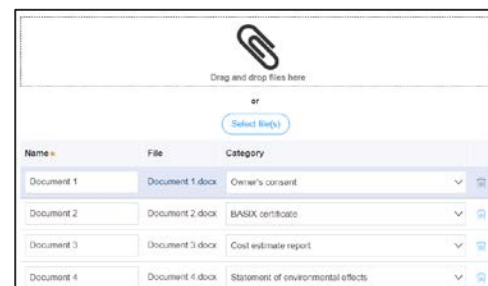 Drag and drop files here
or
Select file(s)
Name* File Category
Document 1 Document 1.docx Owner's consent
Document 2 Document 2.docx BASIX certificate
Document 3 Document 3.docx Cost estimate report
Document 4 Document 4.docx Statement of environmental effects